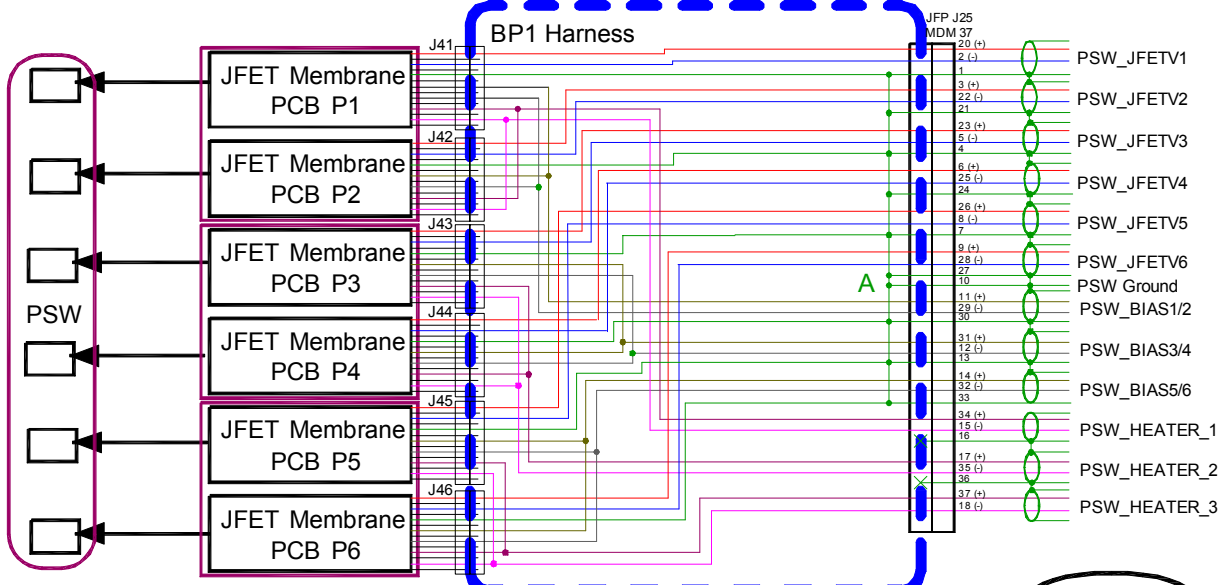 BP1 Harness
JFP J25
MDM 37
PSW
JFET Membrane
PCB P1
JFET Membrane
PCB P2
JFET Membrane
PCB P3
JFET Membrane
PCB P4
JFET Membrane
PCB P5
JFET Membrane
PCB P6
J41
J42
J43
J44
J45
J46
A
20 (+)
2 (-)
1
3 (+)
22 (-)
21
23 (+)
5 (-)
4
6 (+)
25 (-)
24
26 (+)
8 (-)
7
9 (+)
28 (-)
27
10
11 (+)
29 (-)
30
31 (+)
12 (-)
13
14 (+)
32 (-)
33
34 (+)
15 (-)
16
17 (+)
35 (-)
36
37 (+)
18 (-)
PSW_JFETV1
PSW_JFETV2
PSW_JFETV3
PSW_JFETV4
PSW_JFETV5
PSW_JFETV6
PSW Ground
PSW_BIAS1/2
PSW_BIAS3/4
PSW_BIAS5/6
PSW_HEATER_1
PSW_HEATER_2
PSW_HEATER_3